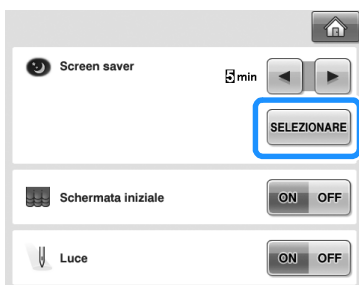 Screen saver
5 min
SELEZIONARE
Schermata iniziale
ON OFF
Luce
ON OFF